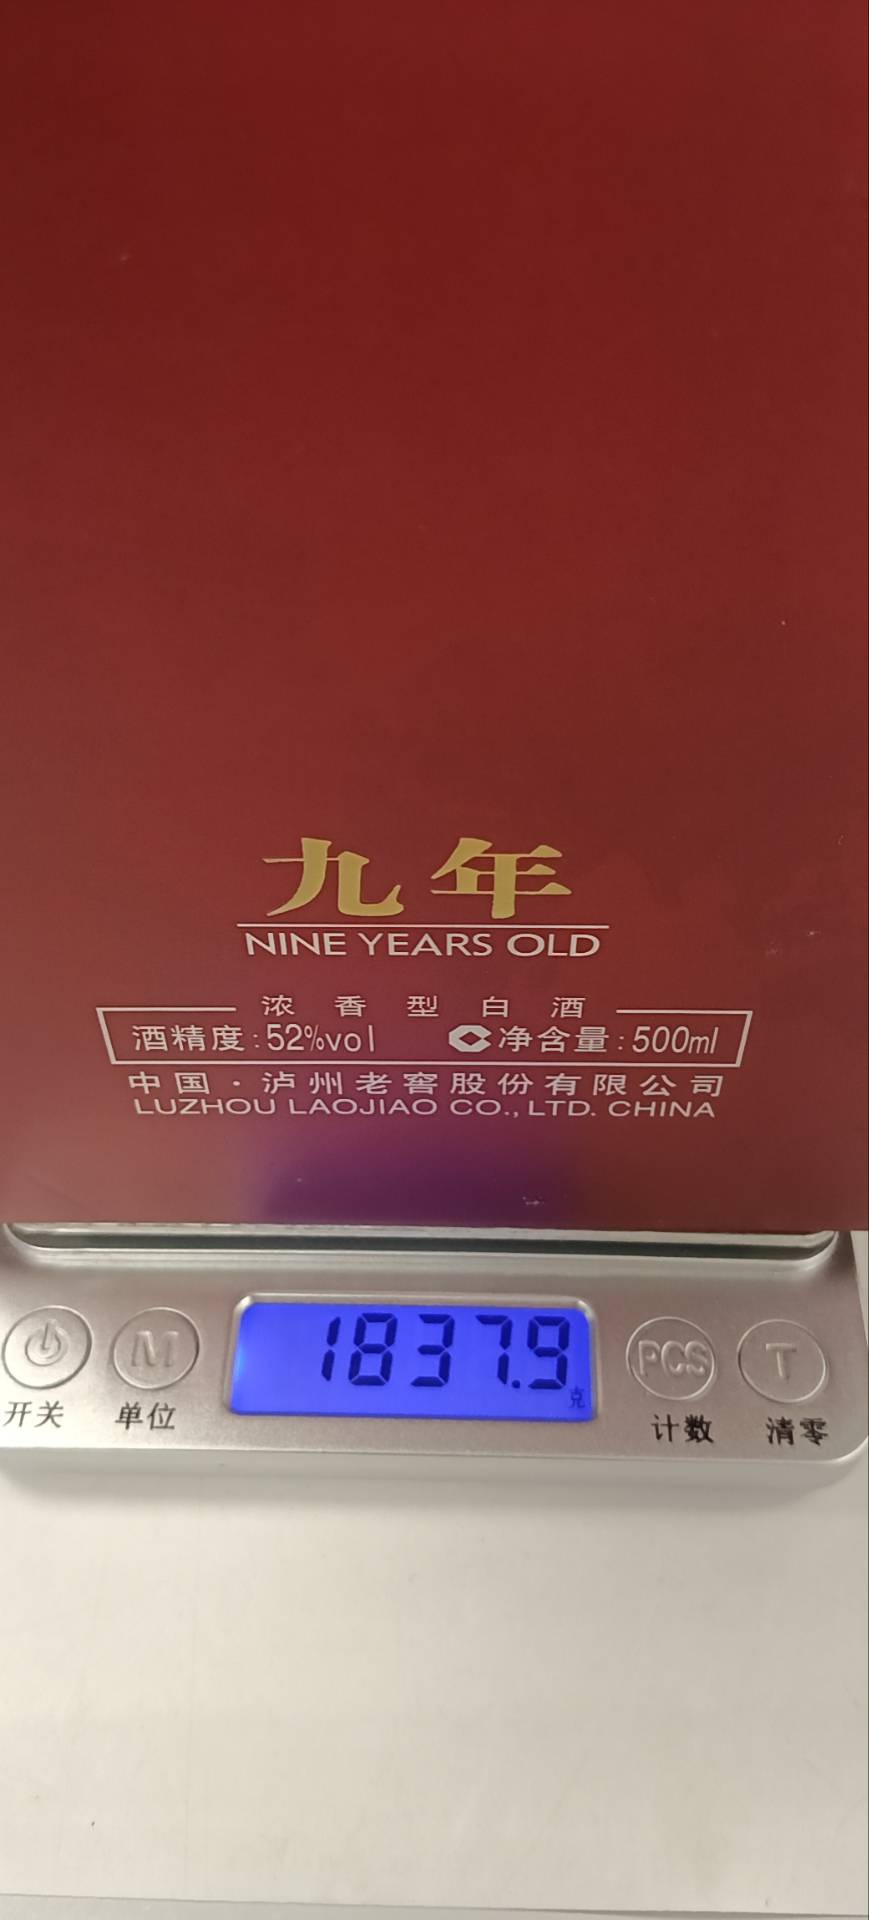 九年
NINE YEARS OLD
浓香型白酒
酒精度:52%vol 净含量:500ml
中国·泸州老窖股份有限公司
LUZHOU LAOJIAO CO.,LTD. CHINA
1837.9
克
M PCS T
开关 单位 计数 清零